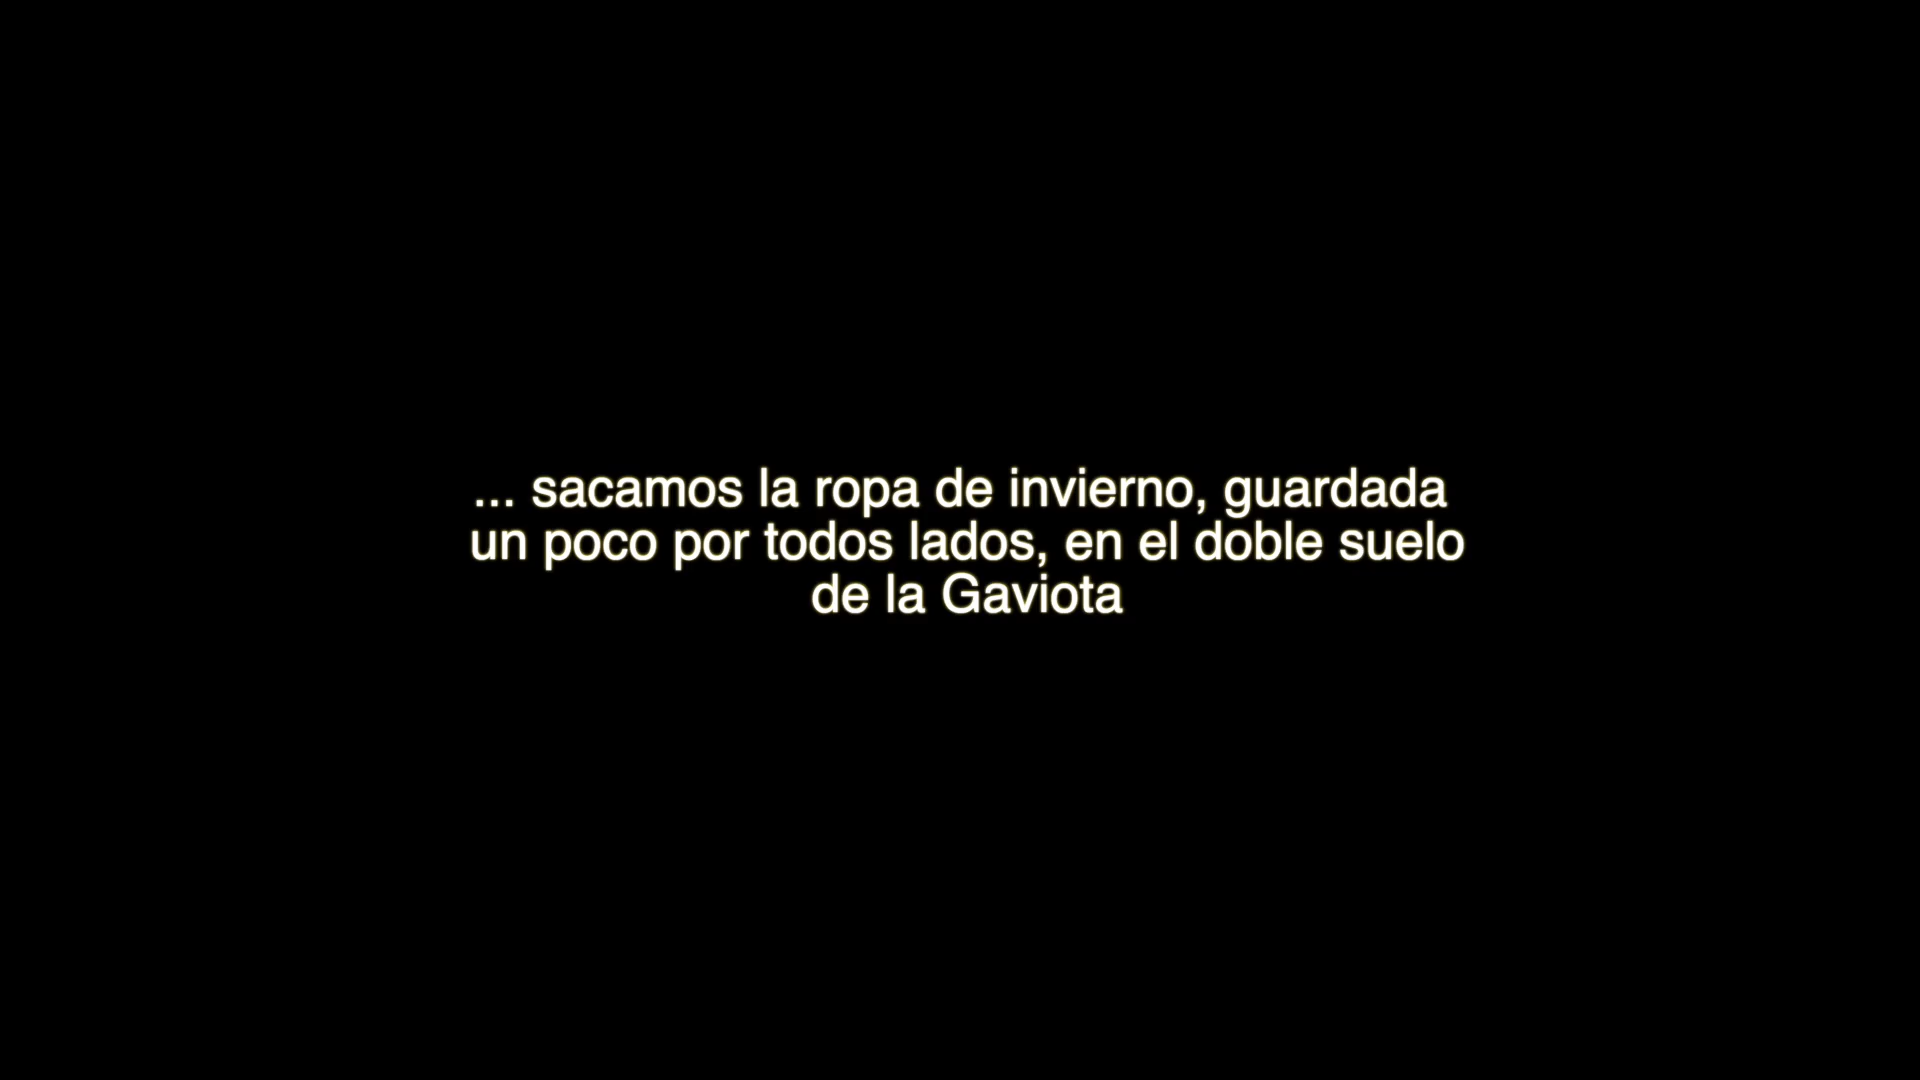 ... sacamos la ropa de invierno, guardada
un poco por todos lados, en el doble suelo
de la Gaviota